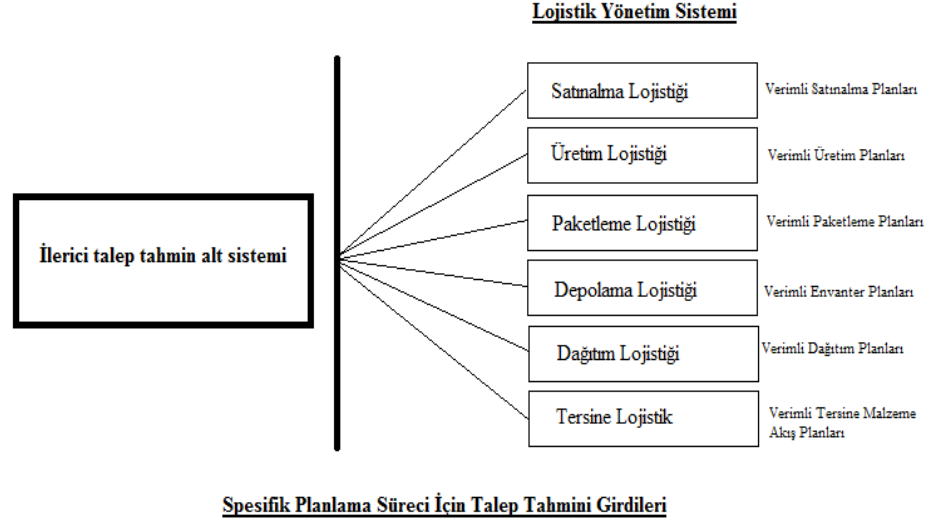 Lojistik Yönetim Sistemi
Satınalma Lojistiği
Verimli Satınalma Planları
Üretim Lojistiği
Verimli Üretim Planları
Paketleme Lojistiği
Verimli Paketleme Planları
İlerici talep tahmin alt sistemi
Depolama Lojistiği
Verimli Envanter Planları
Dağıtım Lojistiği
Verimli Dağıtım Planları
Tersine Lojistik
Verimli Tersine Malzeme
Akış Planları
Spesifik Planlama Süreci İçin Talep Tahmini Girdileri